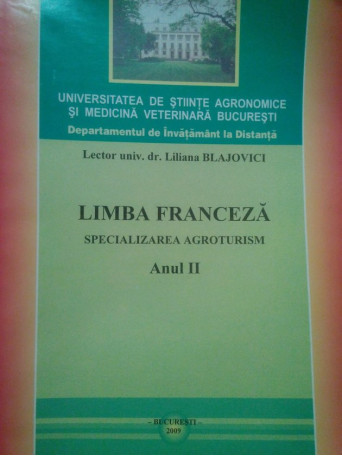 UNIVERSITATEA DE ŞTIINŢE AGRONOMICE
ŞI MEDICINĂ VETERINARĂ BUCUREŞTI
Departamentul de Învăţământ la Distanţă
Lector univ. dr. Liliana BLAJOVICI
LIMBA FRANCEZĂ
SPECIALIZAREA AGROTURISM
Anul II
– BUCUREŞTI –
2009